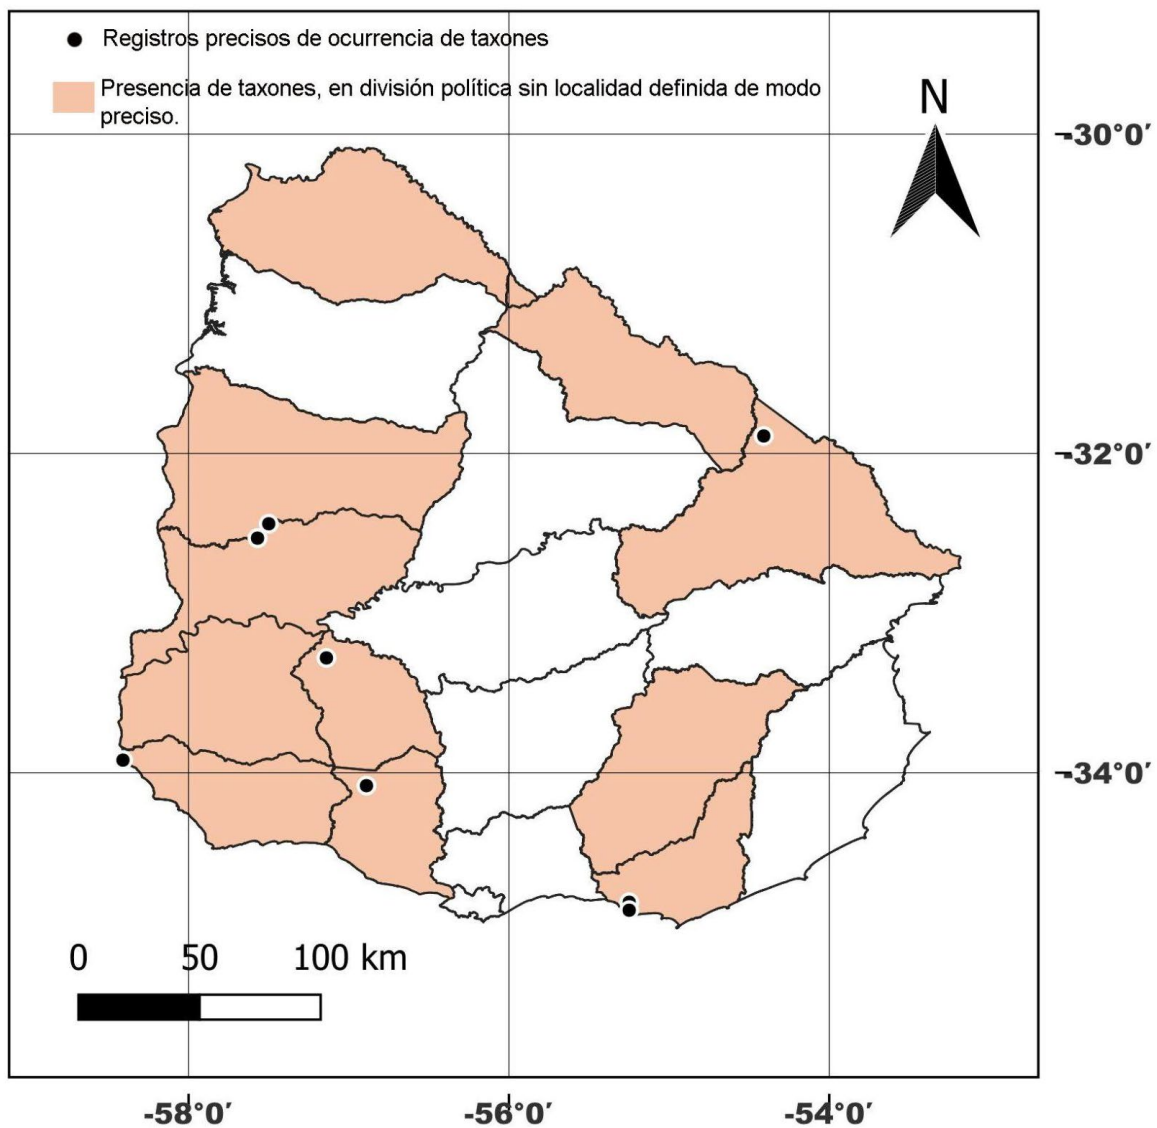 Registros precisos de ocurrencia de taxones
Presencia de taxones, en división política sin localidad definida de modo
preciso.
N
-30°0′
-32°0′
-34°0′
0 50 100 km
-58°0′ -56°0′ -54°0′